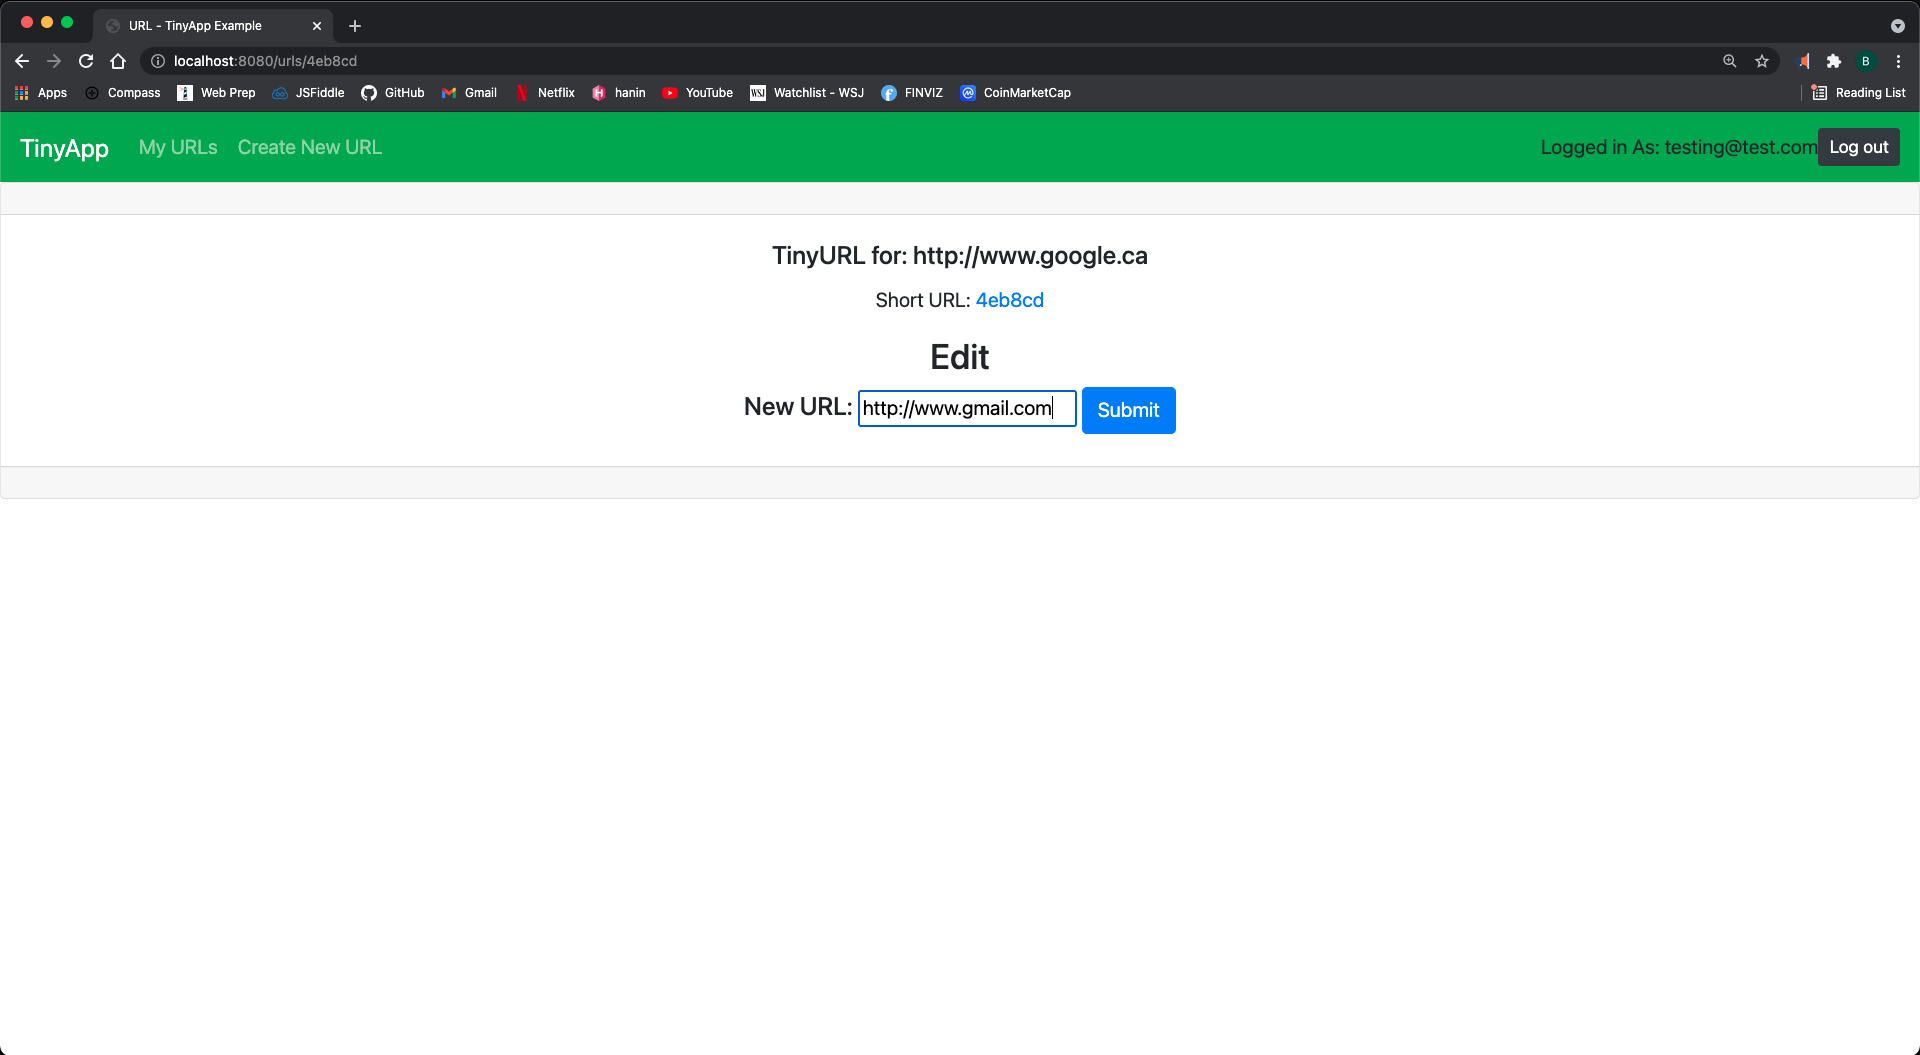 URL - TinyApp Example
localhost:8080/urls/4eb8cd
B
Apps Compass Web Prep JSFiddle GitHub Gmail Netflix hanin YouTube WSJ Watchlist - WSJ FINVIZ CoinMarketCap Reading List
TinyApp My URLs Create New URL Logged in As: testing@test.com Log out
TinyURL for: http://www.google.ca
Short URL: 4eb8cd
Edit
New URL: http://www.gmail.com Submit